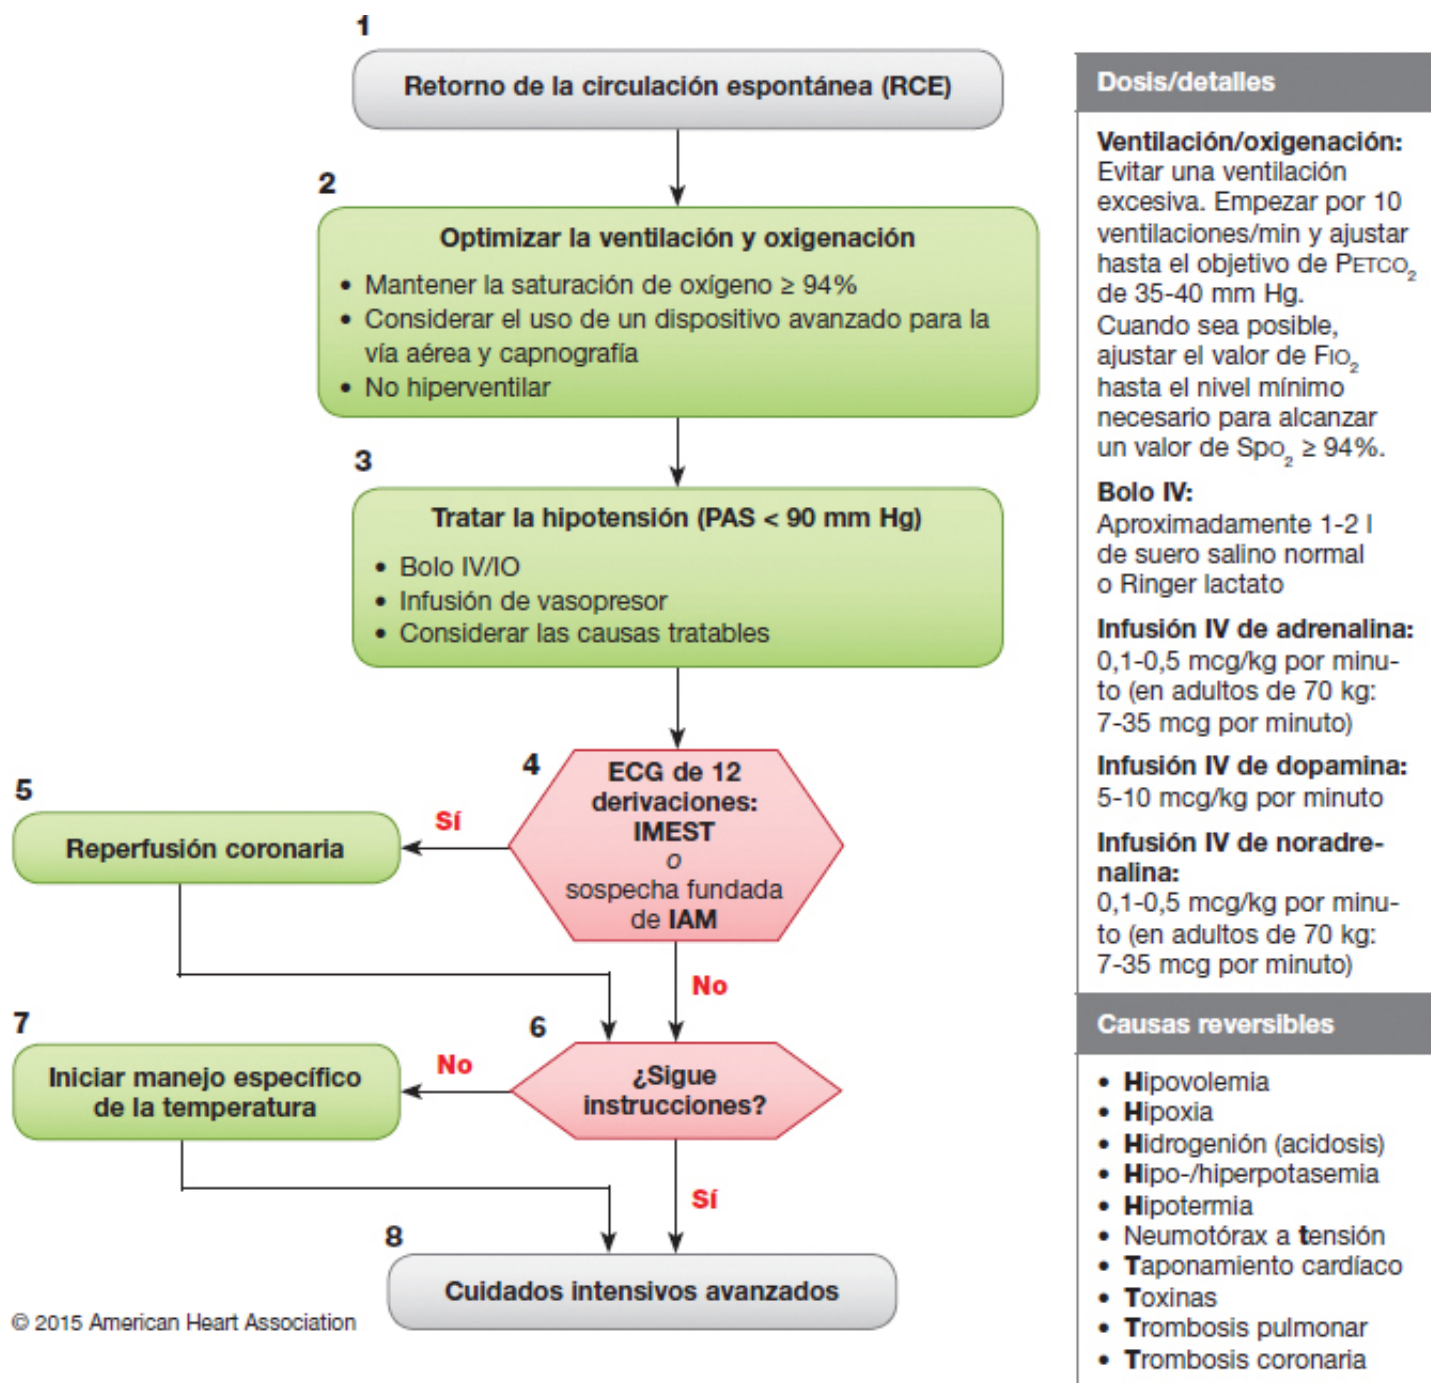 1
Retorno de la circulación espontánea (RCE)
2
Optimizar la ventilación y oxigenación
• Mantener la saturación de oxígeno ≥ 94%
• Considerar el uso de un dispositivo avanzado para la
vía aérea y capnografía
• No hiperventilar
3
Tratar la hipotensión (PAS < 90 mm Hg)
• Bolo IV/IO
• Infusión de vasopresor
• Considerar las causas tratables
4
ECG de 12
derivaciones:
IMEST
o
sospecha fundada
de IAM
Sí
5
Reperfusión coronaria
No
6
¿Sigue
instrucciones?
No
7
Iniciar manejo específico
de la temperatura
Sí
8
Cuidados intensivos avanzados
© 2015 American Heart Association
Dosis/detalles
Ventilación/oxigenación:
Evitar una ventilación
excesiva. Empezar por 10
ventilaciones/min y ajustar
hasta el objetivo de PETCO₂
de 35-40 mm Hg.
Cuando sea posible,
ajustar el valor de FIO₂
hasta el nivel mínimo
necesario para alcanzar
un valor de SpO₂ ≥ 94%.
Bolo IV:
Aproximadamente 1-2 l
de suero salino normal
o Ringer lactato
Infusión IV de adrenalina:
0,1-0,5 mcg/kg por minu-
to (en adultos de 70 kg:
7-35 mcg por minuto)
Infusión IV de dopamina:
5-10 mcg/kg por minuto
Infusión IV de noradre-
nalina:
0,1-0,5 mcg/kg por minu-
to (en adultos de 70 kg:
7-35 mcg por minuto)
Causas reversibles
• Hipovolemia
• Hipoxia
• Hidrogenión (acidosis)
• Hipo-/hiperpotasemia
• Hipotermia
• Neumotórax a tensión
• Taponamiento cardíaco
• Toxinas
• Trombosis pulmonar
• Trombosis coronaria